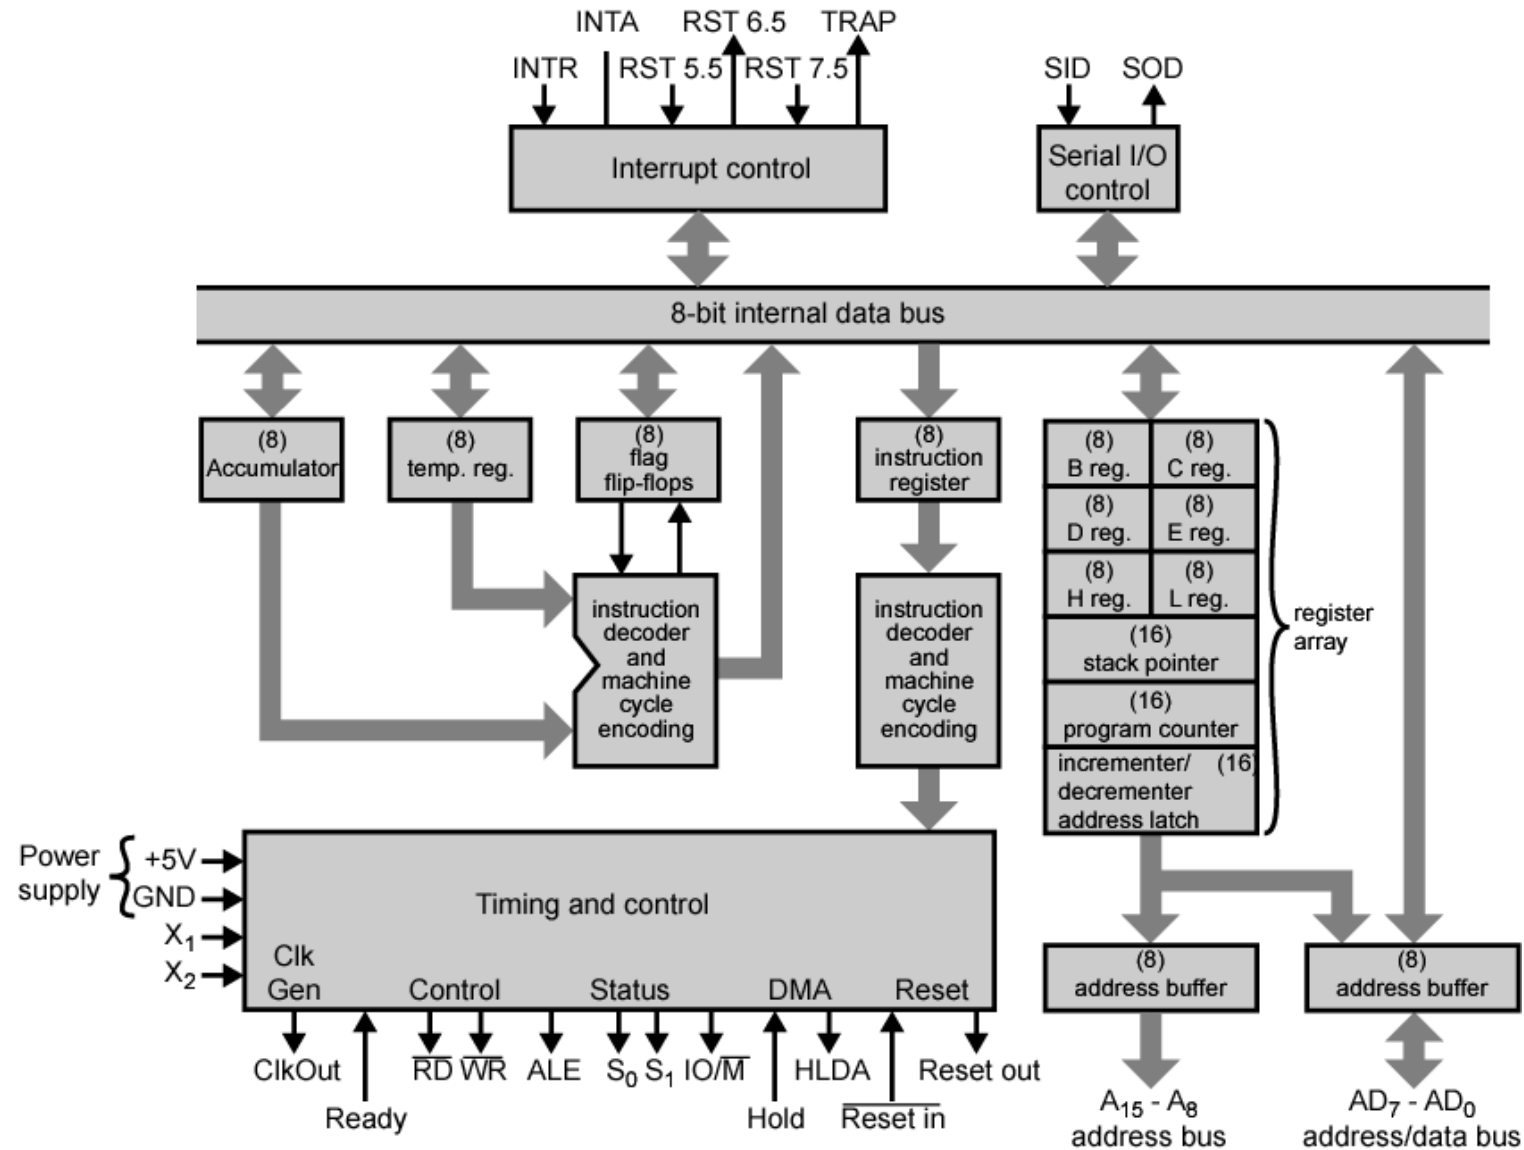 INTA RST 6.5 TRAP
INTR RST 5.5 RST 7.5 SID SOD
Interrupt control
Serial I/O
control
8-bit internal data bus
(8)
Accumulator
(8)
temp. reg.
(8)
flag
flip-flops
(8)
instruction
register
(8)
B reg.
(8)
C reg.
(8)
D reg.
(8)
E reg.
(8)
H reg.
(8)
L reg.
(16)
stack pointer
(16)
program counter
incrementer/ (16)
decrementer
address latch
register
array
instruction
decoder
and
machine
cycle
encoding
instruction
decoder
and
machine
cycle
encoding
Power
supply
+5V
GND
X₁
X₂
Timing and control
Clk
Gen
Control
Status
DMA
Reset
ClkOut
Ready
R̅D̅
W̅R̅
ALE
S₀ S₁ IO/M̅
Hold
HLDA
R̅e̅s̅e̅t̅ i̅n̅
Reset out
(8)
address buffer
(8)
address buffer
A₁₅ - A₈
address bus
AD₇ - AD₀
address/data bus